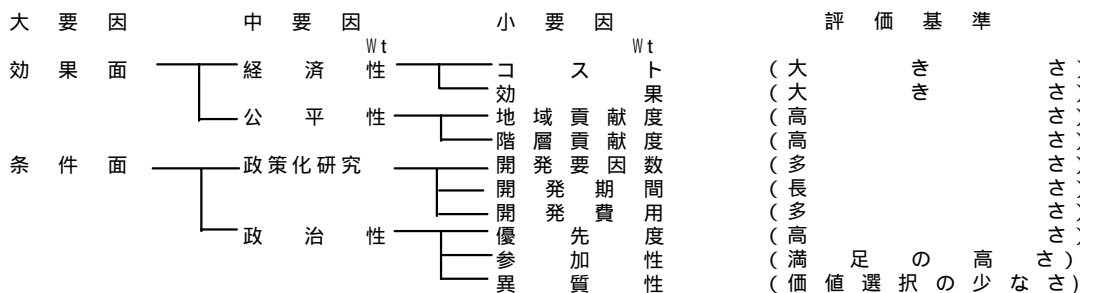 大要因 中要因 小要因 評価基準
Wt Wt
効果面 経済性 コスト (大きさ)
効果 (大きさ)
公平性 地域貢献度 (高さ)
階層貢献度 (高さ)
条件面 政策化研究 開発要因数 (多さ)
開発期間 (長さ)
開発費用 (多さ)
政治性 優先度 (高さ)
参加性 (満足の高さ)
異質性 (価値選択の少なさ)